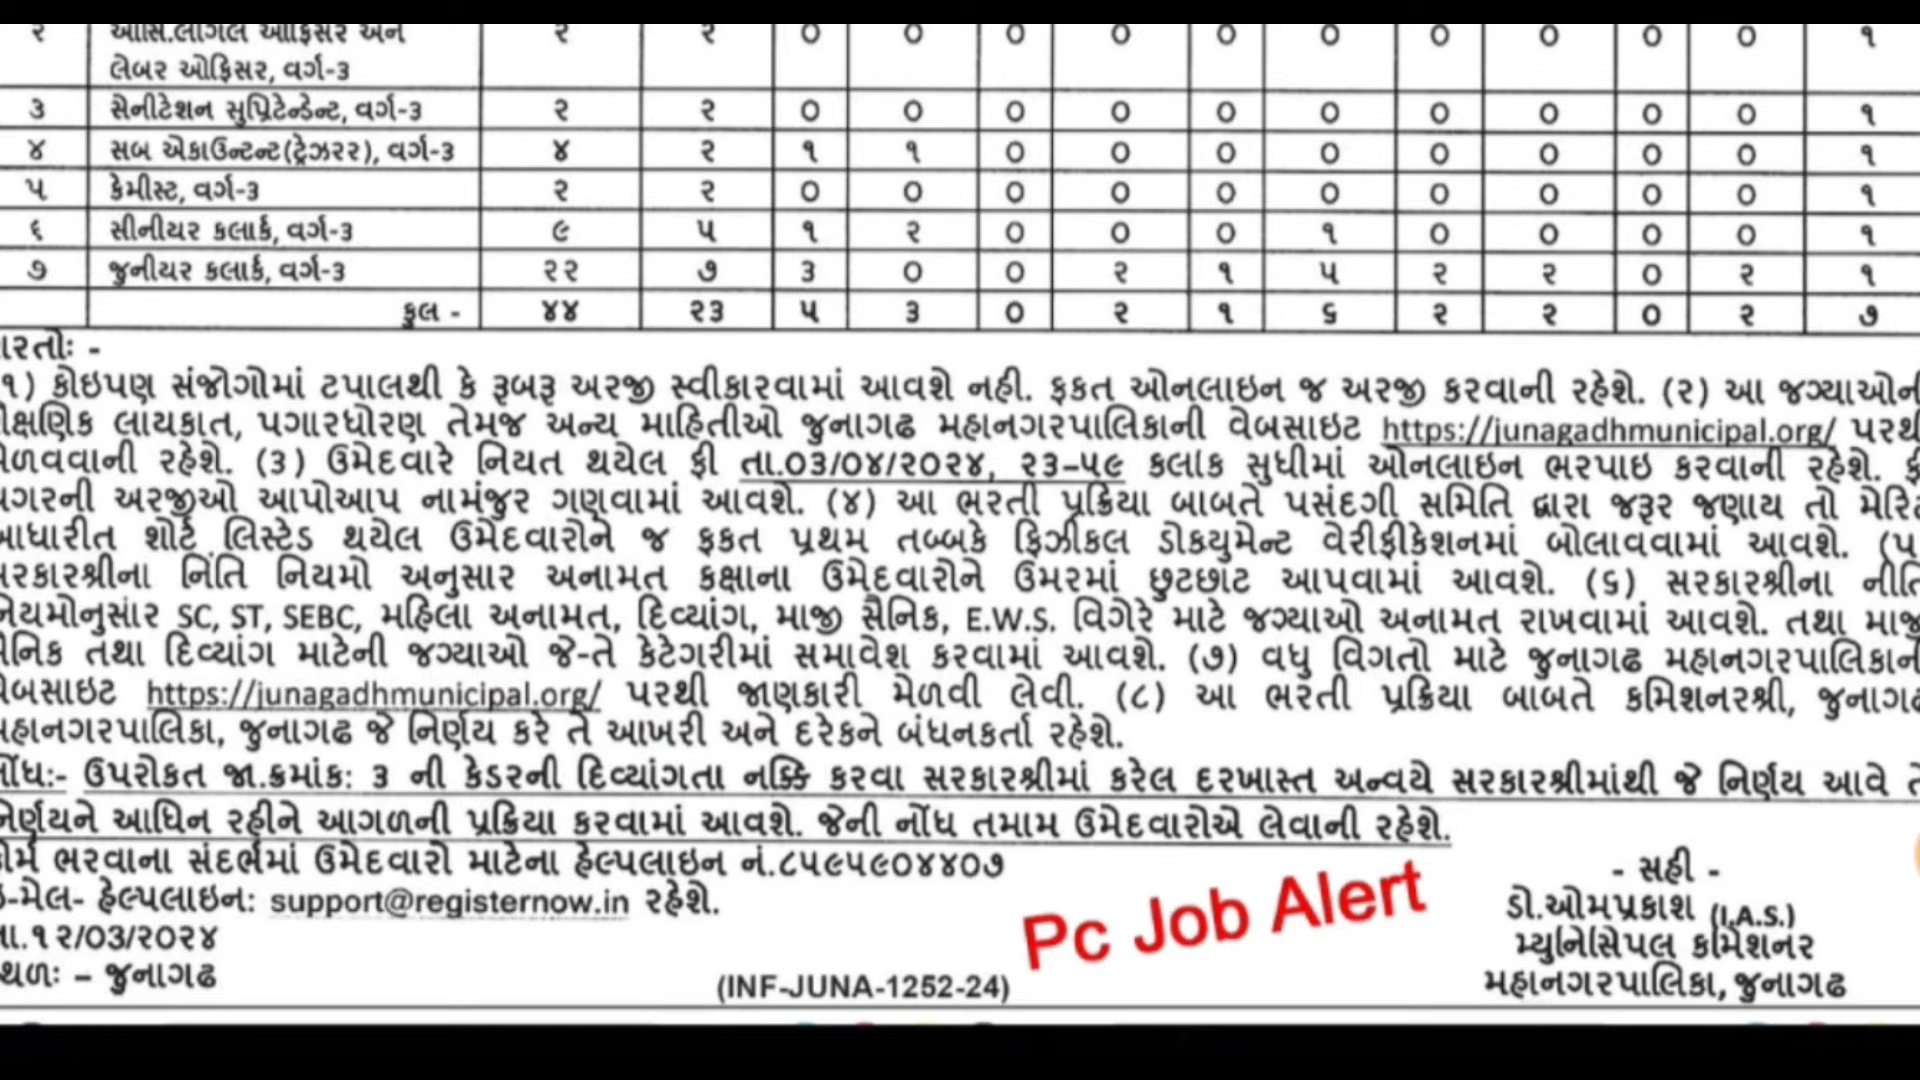 ૨ આસિ.લીગલ ઓફિસર અને ૨ ૨ ૦ ૦ ૦ ૦ ૦ ૦ ૦ ૦ ૦ ૦ ૧
લેબર ઓફિસર, વર્ગ-૩
૩ સેનીટેશન સુપ્રિટેન્ડેન્ટ, વર્ગ-૩ ૨ ૨ ૦ ૦ ૦ ૦ ૦ ૦ ૦ ૦ ૦ ૦ ૧
૪ સબ એકાઉન્ટન્ટ(ટ્રેઝરર), વર્ગ-૩ ૪ ૨ ૧ ૧ ૦ ૦ ૦ ૦ ૦ ૦ ૦ ૦ ૧
૫ કેમીસ્ટ, વર્ગ-૩ ૨ ૨ ૦ ૦ ૦ ૦ ૦ ૦ ૦ ૦ ૦ ૦ ૧
૬ સીનીયર કલાર્ક, વર્ગ-૩ ૯ ૫ ૧ ૨ ૦ ૦ ૦ ૧ ૦ ૦ ૦ ૦ ૧
૭ જુનીયર કલાર્ક, વર્ગ-૩ ૨૨ ૭ ૩ ૦ ૦ ૨ ૧ ૫ ૨ ૨ ૦ ૨ ૧
કુલ - ૪૪ ૨૩ ૫ ૩ ૦ ૨ ૧ ૬ ૨ ૨ ૦ ૨ ૭
રતોઃ -
૧) કોઇપણ સંજોગોમાં ટપાલથી કે રૂબરૂ અરજી સ્વીકારવામાં આવશે નહી. ફકત ઓનલાઇન જ અરજી કરવાની રહેશે. (૨) આ જગ્યાઓની
ક્ષણિક લાયકાત, પગારધોરણ તેમજ અન્ય માહિતીઓ જુનાગઢ મહાનગરપાલિકાની વેબસાઇટ https://junagadhmunicipal.org/ પરથી
ળવવાની રહેશે. (૩) ઉમેદવારે નિયત થયેલ ફી તા.૦૩/૦૪/૨૦૨૪, ૨૩-૫૯ કલાક સુધીમાં ઓનલાઇન ભરપાઇ કરવાની રહેશે. ફી
ગરની અરજીઓ આપોઆપ નામંજુર ગણવામાં આવશે. (૪) આ ભરતી પ્રક્રિયા બાબતે પસંદગી સમિતિ દ્વારા જરૂર જણાય તો મેરિટ
આધારીત શોર્ટ લિસ્ટેડ થયેલ ઉમેદવારોને જ ફકત પ્રથમ તબ્બકે ફિઝીકલ ડોકયુમેન્ટ વેરીફીકેશનમાં બોલાવવામાં આવશે. (૫
સરકારશ્રીના નિતિ નિયમો અનુસાર અનામત કક્ષાના ઉમેદવારોને ઉંમરમાં છુટછાટ આપવામાં આવશે. (૬) સરકારશ્રીના નીતિ
નિયમોનુસાર SC, ST, SEBC, મહિલા અનામત, દિવ્યાંગ, માજી સૈનિક, E.W.S. વિગેરે માટે જગ્યાઓ અનામત રાખવામાં આવશે. તથા માજી
સૈનિક તથા દિવ્યાંગ માટેની જગ્યાઓ જે-તે કેટેગરીમાં સમાવેશ કરવામાં આવશે. (૭) વધુ વિગતો માટે જુનાગઢ મહાનગરપાલિકાની
વેબસાઇટ https://junagadhmunicipal.org/ પરથી જાણકારી મેળવી લેવી. (૮) આ ભરતી પ્રક્રિયા બાબતે કમિશનરશ્રી, જુનાગઢ
મહાનગરપાલિકા, જુનાગઢ જે નિર્ણય કરે તે આખરી અને દરેકને બંધનકર્તા રહેશે.
નોંધ:- ઉપરોકત જા.ક્રમાંક: ૩ ની કેડરની દિવ્યાંગતા નક્કિ કરવા સરકારશ્રીમાં કરેલ દરખાસ્ત અન્વયે સરકારશ્રીમાંથી જે નિર્ણય આવે તે
નિર્ણયને આધિન રહીને આગળની પ્રક્રિયા કરવામાં આવશે. જેની નોંધ તમામ ઉમેદવારોએ લેવાની રહેશે.
ફોર્મ ભરવાના સંદર્ભમાં ઉમેદવારો માટેના હેલ્પલાઇન નં.૮૫૯૫૯૦૪૪૦૭
ઇ-મેલ- હેલ્પલાઇન: support@registernow.in રહેશે.
તા.૧૨/૦૩/૨૦૨૪
સ્થળઃ – જુનાગઢ
(INF-JUNA-1252-24)
Pc Job Alert
- સહી -
ડો.ઓમપ્રકાશ (I.A.S.)
મ્યુનિસિપલ કમિશનર
મહાનગરપાલિકા, જુનાગઢ